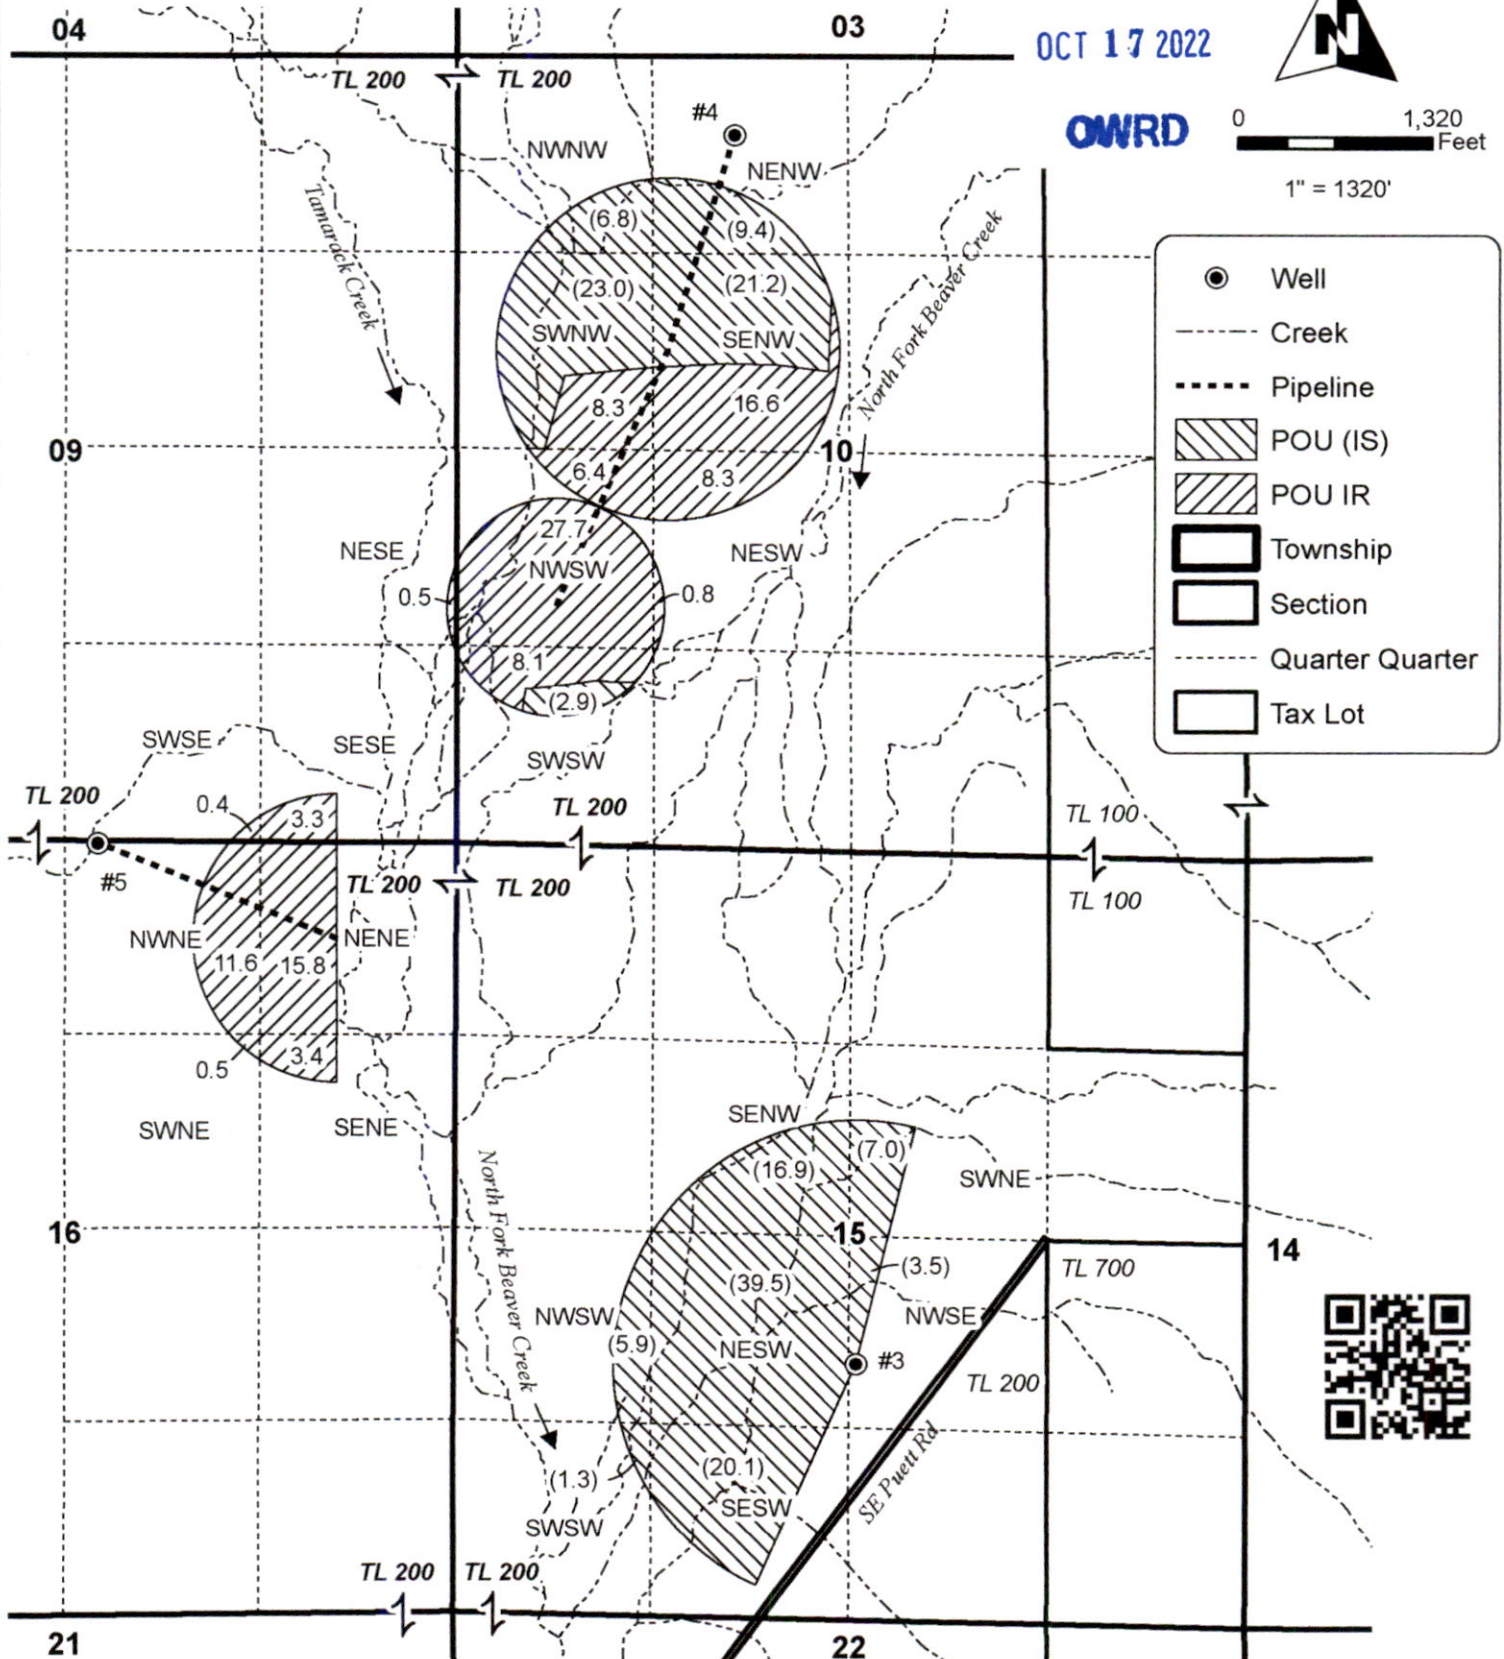 04
03
OCT 17 2022
N
OWRD
0 1,320
Feet
1" = 1320'
TL 200 TL 200
#4
NWNW
NENW
Tamarack Creek
North Fork Beaver Creek
(6.8)
(9.4)
(23.0)
(21.2)
SWNW
SENW
8.3
16.6
09
10
6.4
8.3
27.7
NESE
NWSW
NESW
0.5
0.8
8.1
(2.9)
SWSE
SESE
SWSW
Well
Creek
Pipeline
POU (IS)
POU IR
Township
Section
Quarter Quarter
Tax Lot
TL 200
0.4
3.3
TL 200
TL 100
#5
TL 200 TL 200
TL 100
NWNE
NENE
11.6
15.8
0.5
3.4
SWNE
SENE
SENW
(7.0)
(16.9)
SWNE
North Fork Beaver Creek
16
15
14
(3.5)
TL 700
(39.5)
NWSW
NWSE
(5.9)
NESW
#3
TL 200
SE Puett Rd
(1.3)
(20.1)
SESW
SWSW
TL 200 TL 200
21
22